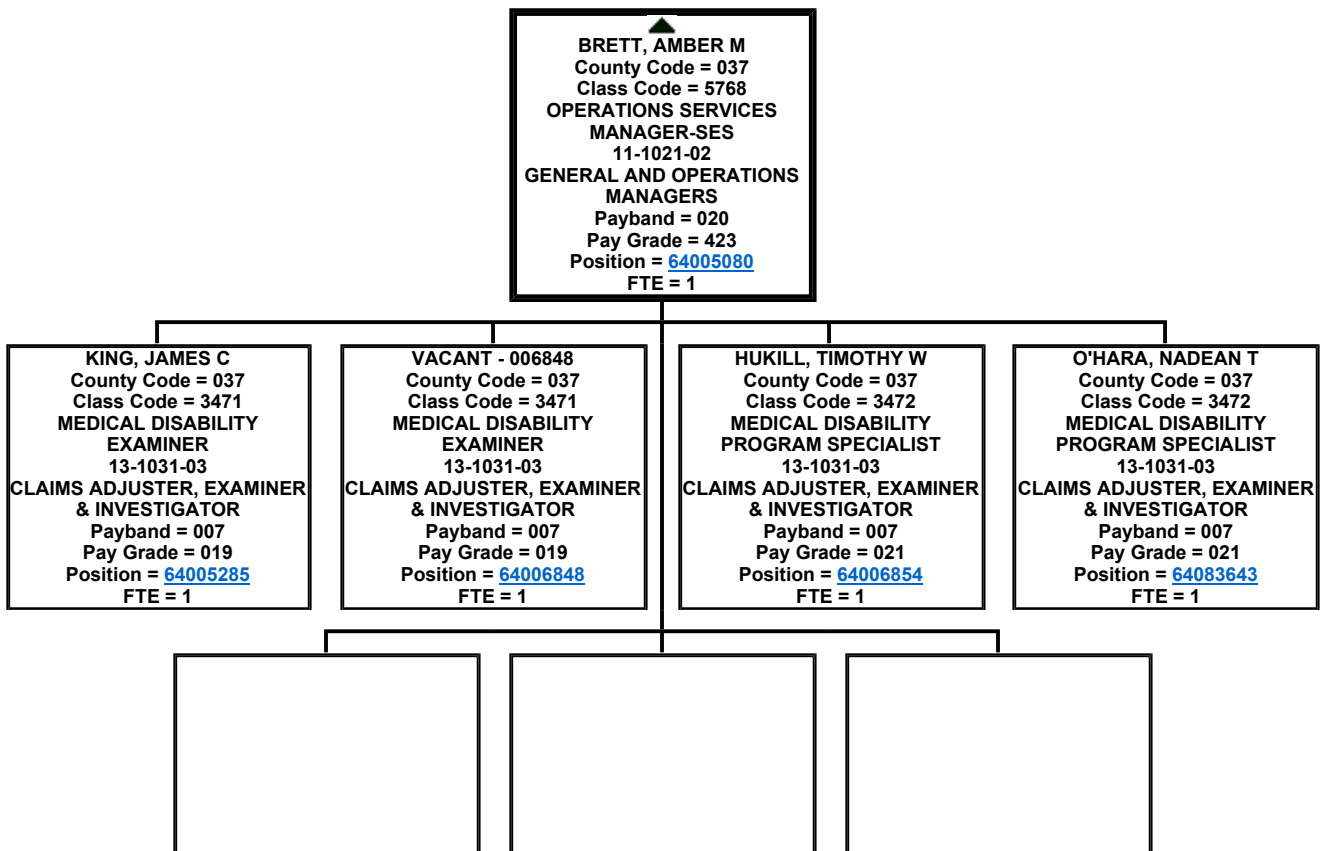 BRETT, AMBER M
County Code = 037
Class Code = 5768
OPERATIONS SERVICES
MANAGER-SES
11-1021-02
GENERAL AND OPERATIONS
MANAGERS
Payband = 020
Pay Grade = 423
Position = 64005080
FTE = 1
KING, JAMES C
County Code = 037
Class Code = 3471
MEDICAL DISABILITY
EXAMINER
13-1031-03
CLAIMS ADJUSTER, EXAMINER
& INVESTIGATOR
Payband = 007
Pay Grade = 019
Position = 64005285
FTE = 1
VACANT - 006848
County Code = 037
Class Code = 3471
MEDICAL DISABILITY
EXAMINER
13-1031-03
CLAIMS ADJUSTER, EXAMINER
& INVESTIGATOR
Payband = 007
Pay Grade = 019
Position = 64006848
FTE = 1
HUKILL, TIMOTHY W
County Code = 037
Class Code = 3472
MEDICAL DISABILITY
PROGRAM SPECIALIST
13-1031-03
CLAIMS ADJUSTER, EXAMINER
& INVESTIGATOR
Payband = 007
Pay Grade = 021
Position = 64006854
FTE = 1
O'HARA, NADEAN T
County Code = 037
Class Code = 3472
MEDICAL DISABILITY
PROGRAM SPECIALIST
13-1031-03
CLAIMS ADJUSTER, EXAMINER
& INVESTIGATOR
Payband = 007
Pay Grade = 021
Position = 64083643
FTE = 1